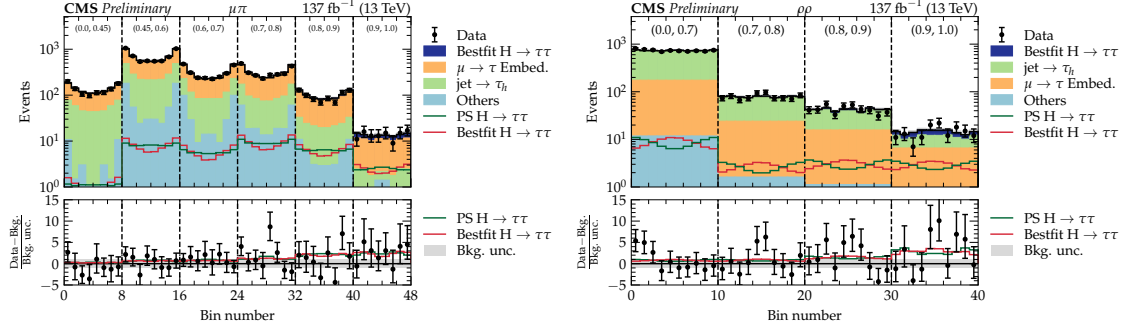 CMS Preliminary μπ 137 fb⁻¹ (13 TeV)
(0.0, 0.45) (0.45, 0.6) (0.6, 0.7) (0.7, 0.8) (0.8, 0.9) (0.9, 1.0)
Events
10³
10²
10¹
10⁰
Data
Bestfit H → ττ
μ → τ Embed.
jet → τₕ
Others
PS H → ττ
Bestfit H → ττ
Data−Bkg.
Bkg. unc.
15
10
5
0
−5
0 8 16 24 32 40 48
Bin number
PS H → ττ
Bestfit H → ττ
Bkg. unc.
CMS Preliminary ρρ 137 fb⁻¹ (13 TeV)
(0.0, 0.7) (0.7, 0.8) (0.8, 0.9) (0.9, 1.0)
Events
10³
10²
10¹
10⁰
Data
Bestfit H → ττ
jet → τₕ
μ → τ Embed.
Others
PS H → ττ
Bestfit H → ττ
Data−Bkg.
Bkg. unc.
15
10
5
0
−5
0 10 20 30 40
Bin number
PS H → ττ
Bestfit H → ττ
Bkg. unc.